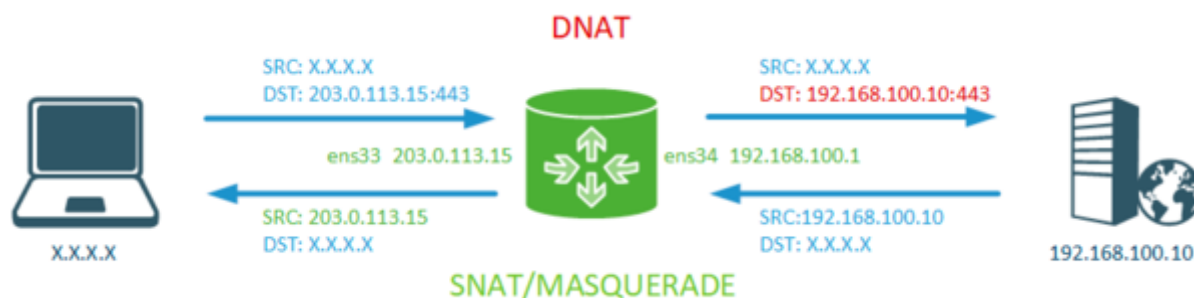 DNAT
SRC: X.X.X.X
DST: 203.0.113.15:443
SRC: X.X.X.X
DST: 192.168.100.10:443
ens33 203.0.113.15
ens34 192.168.100.1
SRC: 203.0.113.15
DST: X.X.X.X
SRC:192.168.100.10
DST: X.X.X.X
X.X.X.X
192.168.100.10
SNAT/MASQUERADE